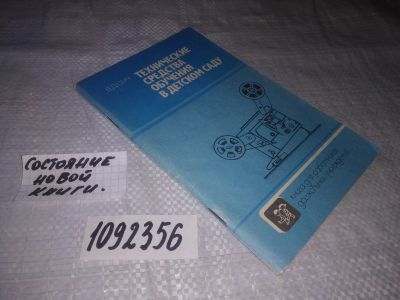 ТЕХНИЧЕСКИЕ
СРЕДСТВА
ОБУЧЕНИЯ
В ДЕТСКОМ САДУ
СОСТОЯНИЕ
НОВОЙ
КНИГИ.
1092356